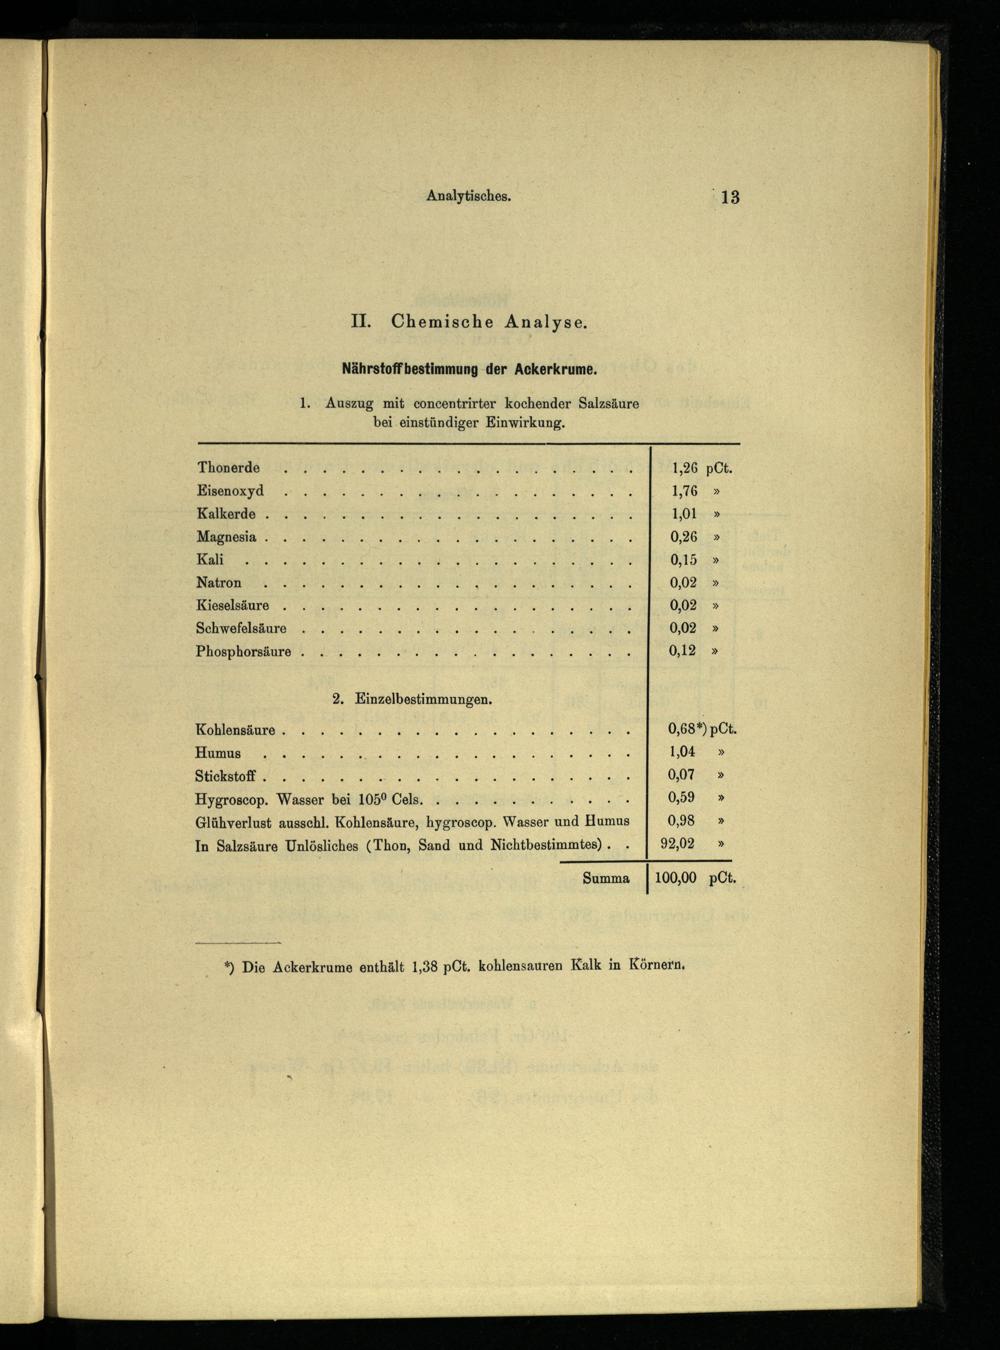 Analytisches. 13
II. Chemische Analyse.
Nährstoffbestimmung der Ackerkrume.
1. Auszug mit concentrirter kochender Salzsäure
bei einstündiger Einwirkung.
Thonerde . . . . . . . . . . . . . . . . . . . 1,26 pCt.
Eisenoxyd . . . . . . . . . . . . . . . . . . . 1,76 »
Kalkerde . . . . . . . . . . . . . . . . . . . . 1,01 »
Magnesia . . . . . . . . . . . . . . . . . . . . 0,26 »
Kali . . . . . . . . . . . . . . . . . . . . . 0,15 »
Natron . . . . . . . . . . . . . . . . . . . . 0,02 »
Kieselsäure . . . . . . . . . . . . . . . . . . . 0,02 »
Schwefelsäure . . . . . . . . . . . . . . . . . . 0,02 »
Phosphorsäure . . . . . . . . . . . . . . . . . . 0,12 »
2. Einzelbestimmungen.
Kohlensäure . . . . . . . . . . . . . . . . . . . 0,68*) pCt.
Humus . . . . . . . . . . . . . . . . . . . . 1,04 »
Stickstoff . . . . . . . . . . . . . . . . . . . . 0,07 »
Hygroscop. Wasser bei 105⁰ Cels. . . . . . . . . . . . 0,59 »
Glühverlust ausschl. Kohlensäure, hygroscop. Wasser und Humus 0,98 »
In Salzsäure Unlösliches (Thon, Sand und Nichtbestimmtes) . . 92,02 »
Summa 100,00 pCt.
*) Die Ackerkrume enthält 1,38 pCt. kohlensauren Kalk in Körnern.